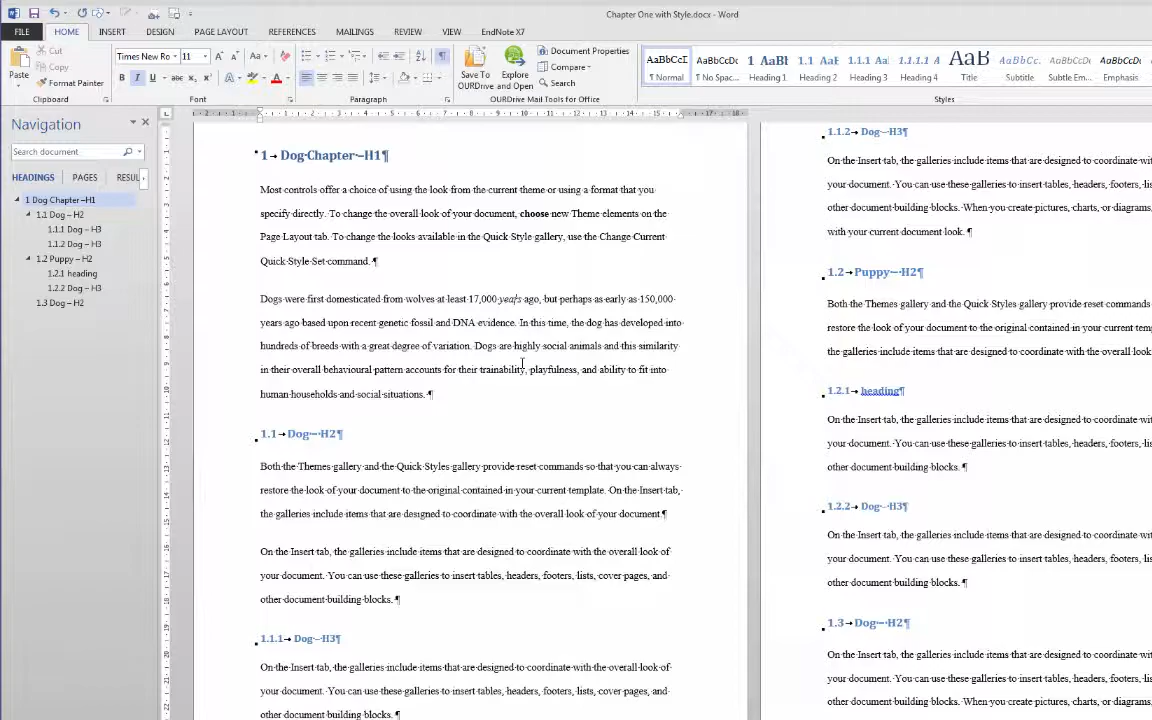 Chapter One with Style.docx - Word
FILE HOME INSERT DESIGN PAGE LAYOUT REFERENCES MAILINGS REVIEW VIEW EndNote X7
Paste
Cut
Copy
Format Painter
Clipboard
Times New Ro 11
Font
Paragraph
Save To OURDrive
Explore and Open
Document Properties
Compare
Search
OURDrive Mail Tools for Office
AaBbCcI AaBbCcDc 1 AaBl 1.1 AaBl 1.1.1 Aal 1.1.1.1 A AaB AaBbCc. AaBbCcDt AaBbCcDt
¶ Normal ¶ No Spac... Heading 1 Heading 2 Heading 3 Heading 4 Title Subtitle Subtle Em... Emphasis
Styles
Navigation
Search document
HEADINGS PAGES RESUL
1 Dog Chapter –H1
1.1 Dog – H2
1.1.1 Dog – H3
1.1.2 Dog – H3
1.2 Puppy – H2
1.2.1 heading
1.2.2 Dog – H3
1.3 Dog – H2
1→ Dog·Chapter·–H1¶
Most·controls·offer·a·choice·of·using·the·look·from·the·current·theme·or·using·a·format·that·you·
specify·directly.·To·change·the·overall·look·of·your·document,·choose·new·Theme·elements·on·the·
Page·Layout·tab.·To·change·the·looks·available·in·the·Quick·Style·gallery,·use·the·Change·Current·
Quick·Style·Set·command.·¶
Dogs·were·first·domesticated·from·wolves·at·least·17,000·years·ago,·but·perhaps·as·early·as·150,000·
years·ago·based·upon·recent·genetic·fossil·and·DNA·evidence.·In·this·time,·the·dog·has·developed·into·
hundreds·of·breeds·with·a·great·degree·of·variation.·Dogs·are·highly·social·animals·and·this·similarity·
in·their·overall·behavioural·pattern·accounts·for·their·trainability,·playfulness,·and·ability·to·fit·into·
human·households·and·social·situations.·¶
1.1→Dog·–·H2¶
Both·the·Themes·gallery·and·the·Quick·Styles·gallery·provide·reset·commands·so·that·you·can·always·
restore·the·look·of·your·document·to·the·original·contained·in·your·current·template.·On·the·Insert·tab,·
the·galleries·include·items·that·are·designed·to·coordinate·with·the·overall·look·of·your·document.¶
On·the·Insert·tab,·the·galleries·include·items·that·are·designed·to·coordinate·with·the·overall·look·of·
your·document.·You·can·use·these·galleries·to·insert·tables,·headers,·footers,·lists,·cover·pages,·and·
other·document·building·blocks.·¶
1.1.1→ Dog·–·H3¶
On·the·Insert·tab,·the·galleries·include·items·that·are·designed·to·coordinate·with·the·overall·look·of·
your·document.·You·can·use·these·galleries·to·insert·tables,·headers,·footers,·lists,·cover·pages,·and·
other·document·building·blocks.·¶
1.1.2→ Dog·–·H3¶
On·the·Insert·tab,·the·galleries·include·items·that·are·designed·to·coordinate·wit
your·document.·You·can·use·these·galleries·to·insert·tables,·headers,·footers,·lis
other·document·building·blocks.·When·you·create·pictures,·charts,·or·diagrams,
with·your·current·document·look.·¶
1.2→Puppy·–·H2¶
Both·the·Themes·gallery·and·the·Quick·Styles·gallery·provide·reset·commands
restore·the·look·of·your·document·to·the·original·contained·in·your·current·temp
the·galleries·include·items·that·are·designed·to·coordinate·with·the·overall·look·o
1.2.1→ heading¶
On·the·Insert·tab,·the·galleries·include·items·that·are·designed·to·coordinate·wit
your·document.·You·can·use·these·galleries·to·insert·tables,·headers,·footers,·lis
other·document·building·blocks.·¶
1.2.2→ Dog·–·H3¶
On·the·Insert·tab,·the·galleries·include·items·that·are·designed·to·coordinate·wit
your·document.·You·can·use·these·galleries·to·insert·tables,·headers,·footers,·lis
other·document·building·blocks.·¶
1.3→Dog·–·H2¶
On·the·Insert·tab,·the·galleries·include·items·that·are·designed·to·coordinate·wit
your·document.·You·can·use·these·galleries·to·insert·tables,·headers,·footers,·lis
other·document·building·blocks.·When·you·create·pictures,·charts,·or·diagrams,